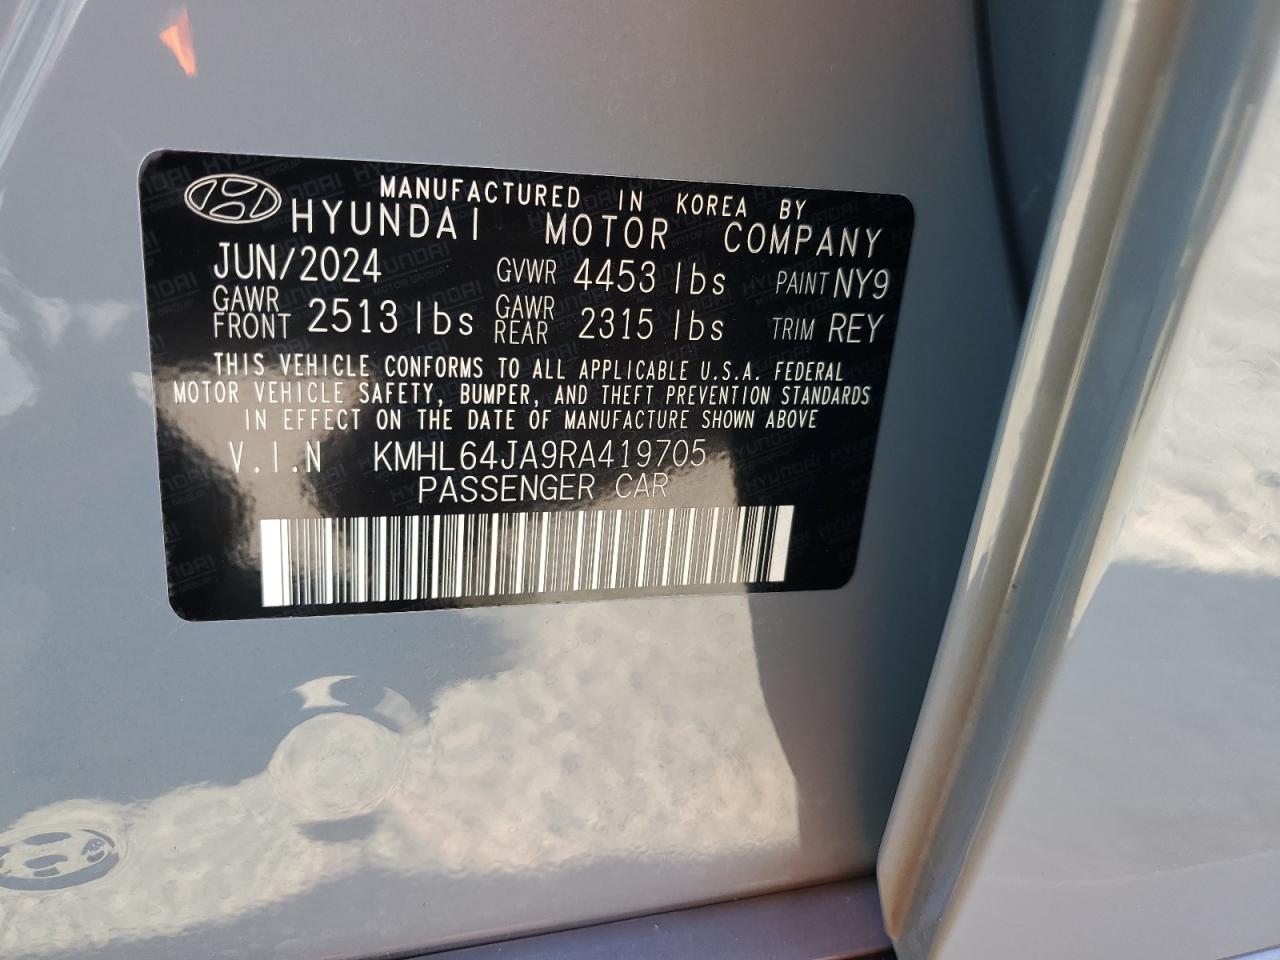 MANUFACTURED IN KOREA BY
HYUNDAI MOTOR COMPANY
JUN/2024 GVWR 4453 lbs PAINT NY9
GAWR FRONT 2513 lbs GAWR REAR 2315 lbs TRIM REY
THIS VEHICLE CONFORMS TO ALL APPLICABLE U.S.A. FEDERAL
MOTOR VEHICLE SAFETY, BUMPER, AND THEFT PREVENTION STANDARDS
IN EFFECT ON THE DATE OF MANUFACTURE SHOWN ABOVE
V.I.N KMHL64JA9RA419705
PASSENGER CAR